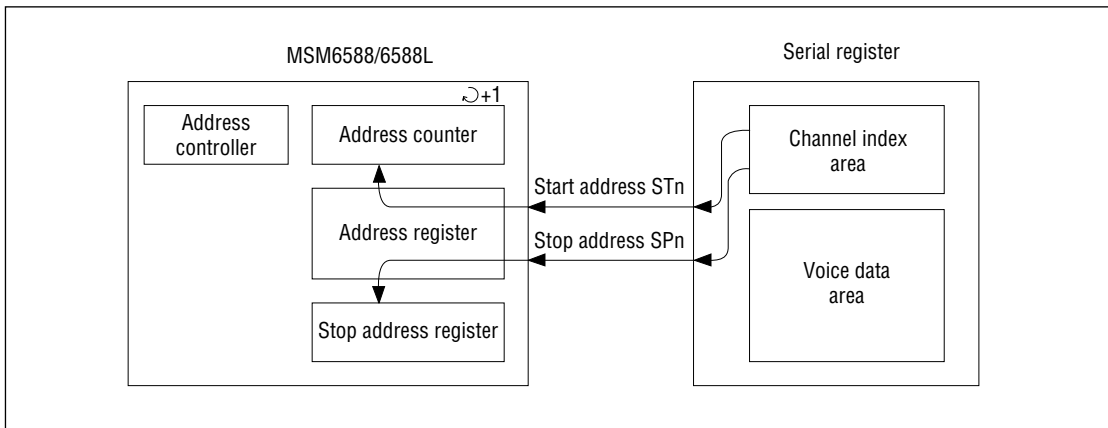 MSM6588/6588L
Serial register
+1
Address
controller
Address counter
Channel index
area
Start address STn
Address register
Stop address SPn
Voice data
area
Stop address register